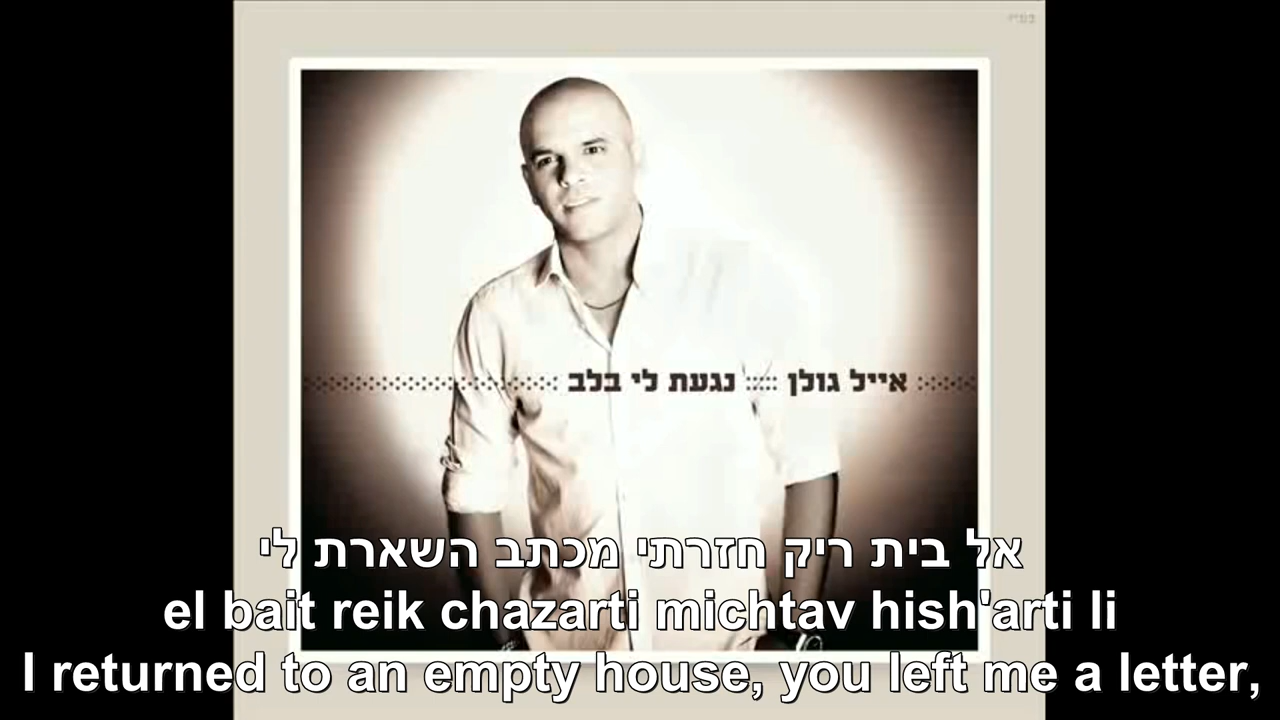 אייל גולן ::::: נגעת לי בלב
אל בית ריק חזרתי מכתב השארת לי
el bait reik chazarti michtav hish'arti li
I returned to an empty house, you left me a letter,